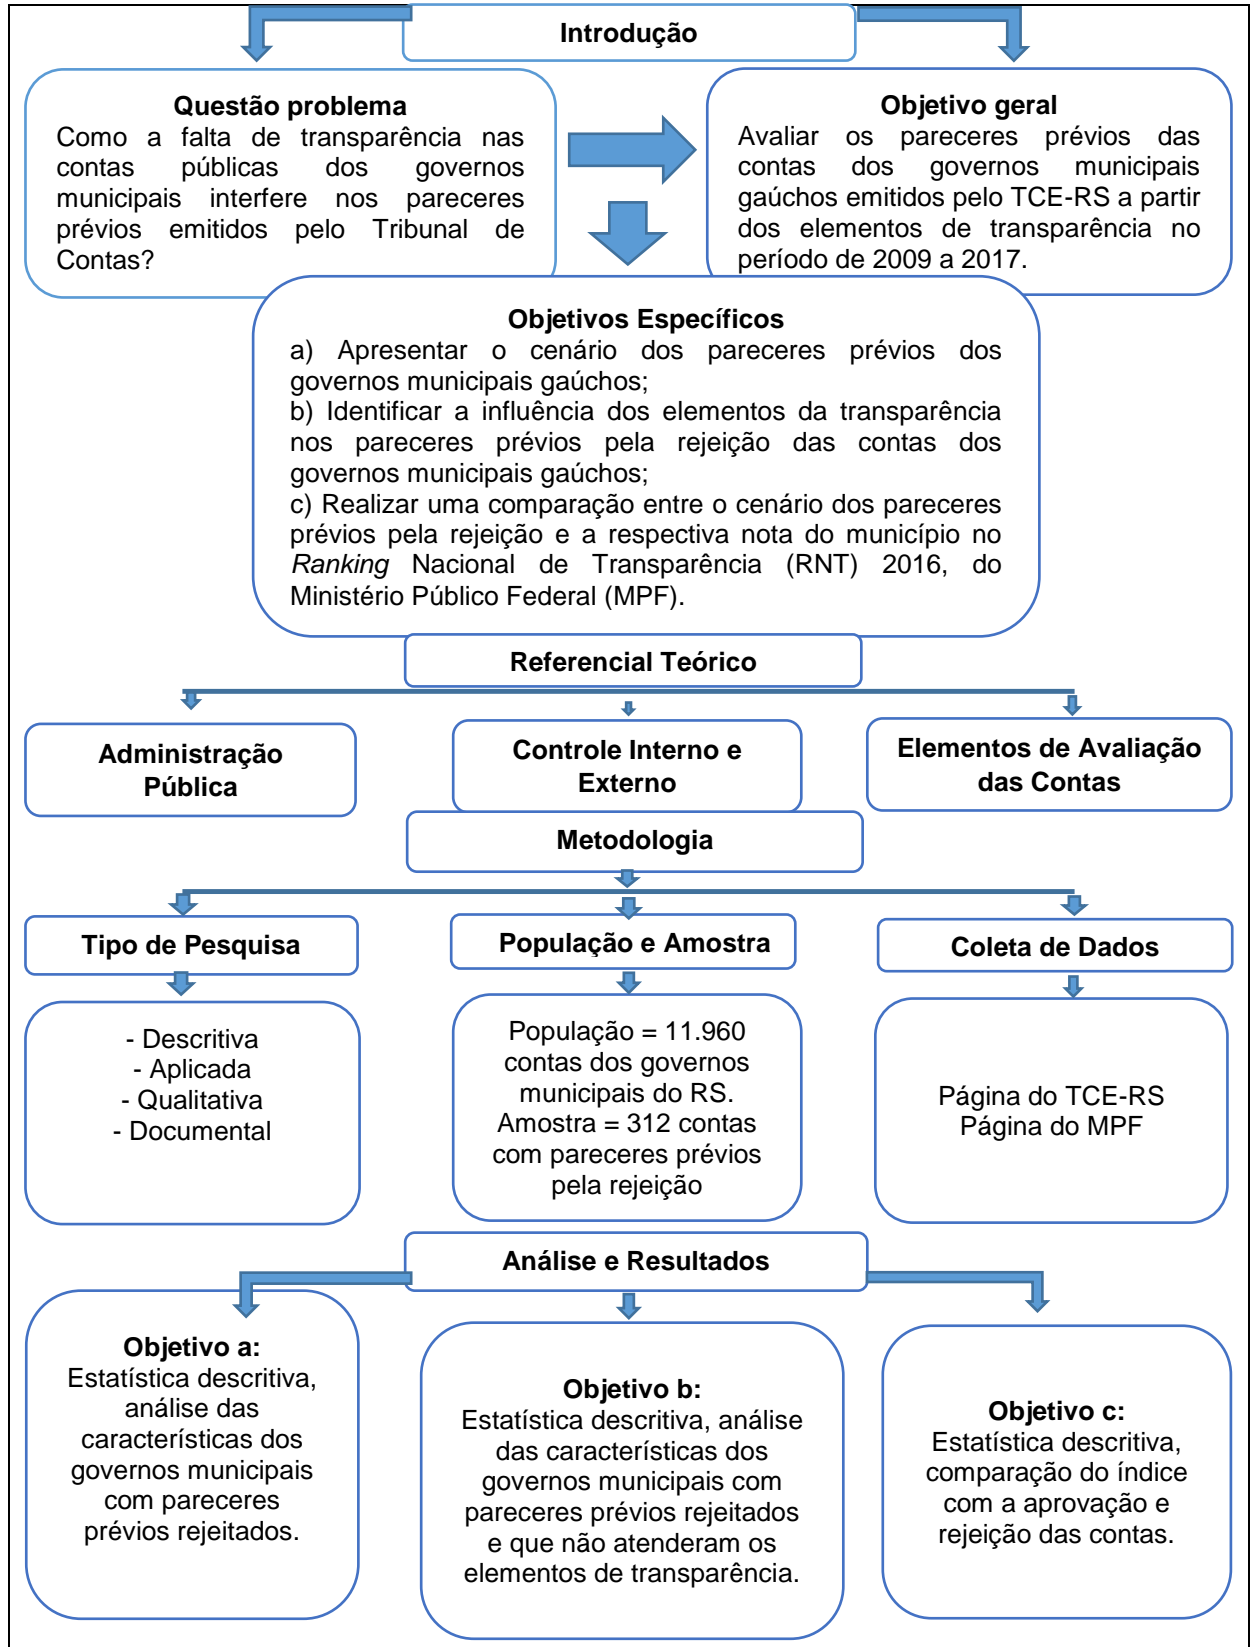 Introdução
Questão problema
Como a falta de transparência nas
contas públicas dos governos
municipais interfere nos pareceres
prévios emitidos pelo Tribunal de
Contas?
Objetivo geral
Avaliar os pareceres prévios das
contas dos governos municipais
gaúchos emitidos pelo TCE-RS a partir
dos elementos de transparência no
período de 2009 a 2017.
Objetivos Específicos
a) Apresentar o cenário dos pareceres prévios dos
governos municipais gaúchos;
b) Identificar a influência dos elementos da transparência
nos pareceres prévios pela rejeição das contas dos
governos municipais gaúchos;
c) Realizar uma comparação entre o cenário dos pareceres
prévios pela rejeição e a respectiva nota do município no
Ranking Nacional de Transparência (RNT) 2016, do
Ministério Público Federal (MPF).
Referencial Teórico
Administração
Pública
Controle Interno e
Externo
Elementos de Avaliação
das Contas
Metodologia
Tipo de Pesquisa
População e Amostra
Coleta de Dados
- Descritiva
- Aplicada
- Qualitativa
- Documental
População = 11.960
contas dos governos
municipais do RS.
Amostra = 312 contas
com pareceres prévios
pela rejeição
Página do TCE-RS
Página do MPF
Análise e Resultados
Objetivo a:
Estatística descritiva,
análise das
características dos
governos municipais
com pareceres
prévios rejeitados.
Objetivo b:
Estatística descritiva, análise
das características dos
governos municipais com
pareceres prévios rejeitados
e que não atenderam os
elementos de transparência.
Objetivo c:
Estatística descritiva,
comparação do índice
com a aprovação e
rejeição das contas.